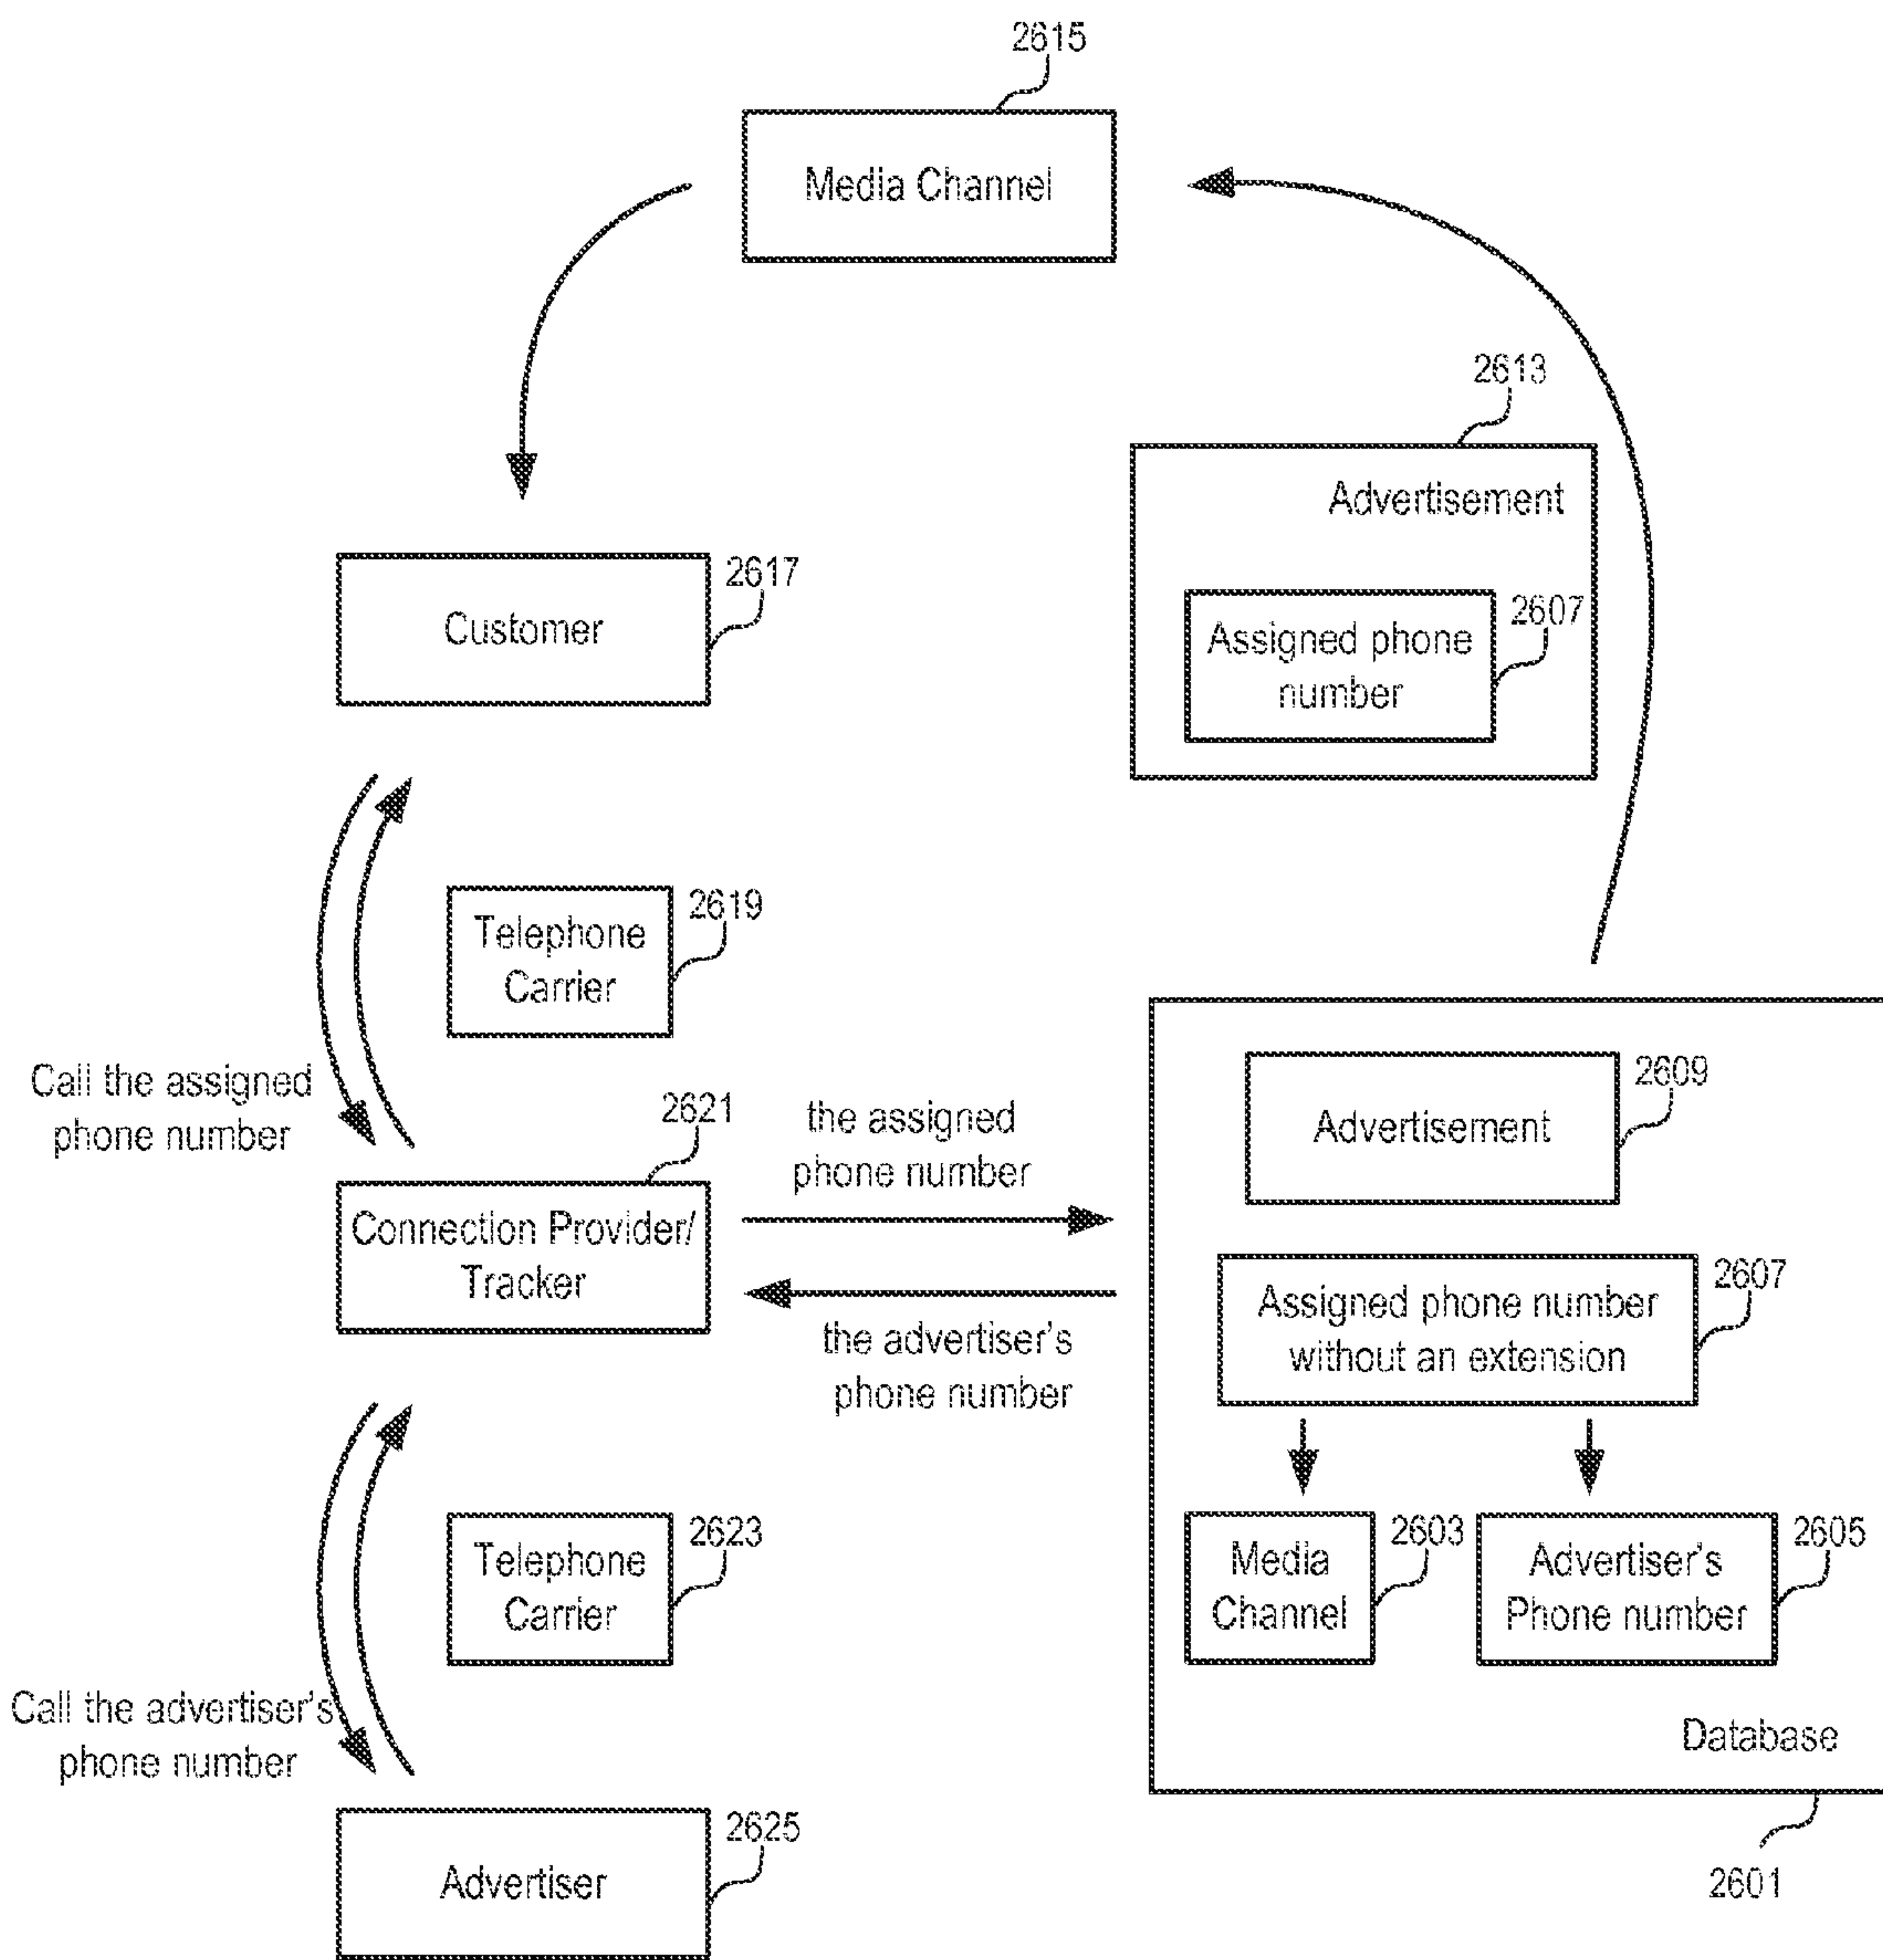 2615
Media Channel
2613
Advertisement
2617
Customer
2607
Assigned phone
number
2619
Telephone
Carrier
Call the assigned
phone number
2621
Connection Provider/
Tracker
the assigned
phone number
the advertiser's
phone number
2609
Advertisement
2607
Assigned phone number
without an extension
2603
Media
Channel
2605
Advertiser's
Phone number
Database
2601
2623
Telephone
Carrier
Call the advertiser's
phone number
2625
Advertiser